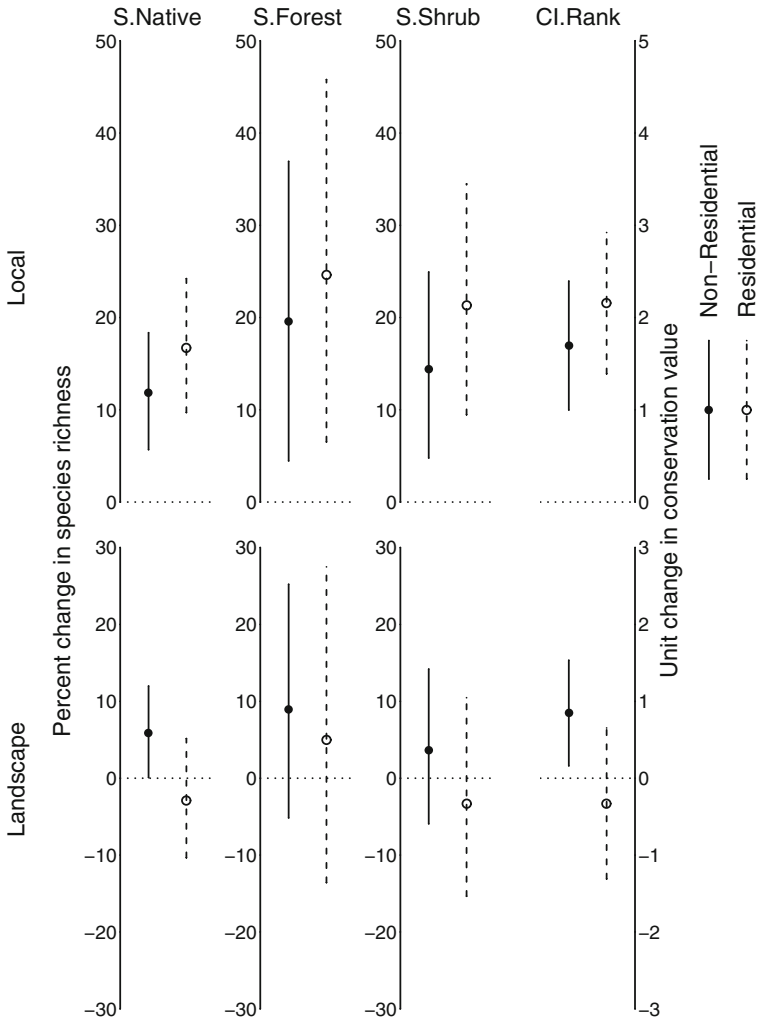 S.Native S.Forest S.Shrub CI.Rank
50 50 50 5
40 40 40 4
30 30 30 3
20 20 20 2
10 10 10 1
0 0 0 0
Local
30 30 30 3
20 20 20 2
10 10 10 1
0 0 0 0
−10 −10 −10 −1
−20 −20 −20 −2
−30 −30 −30 −3
Landscape
Percent change in species richness
Unit change in conservation value
Non−Residential
Residential